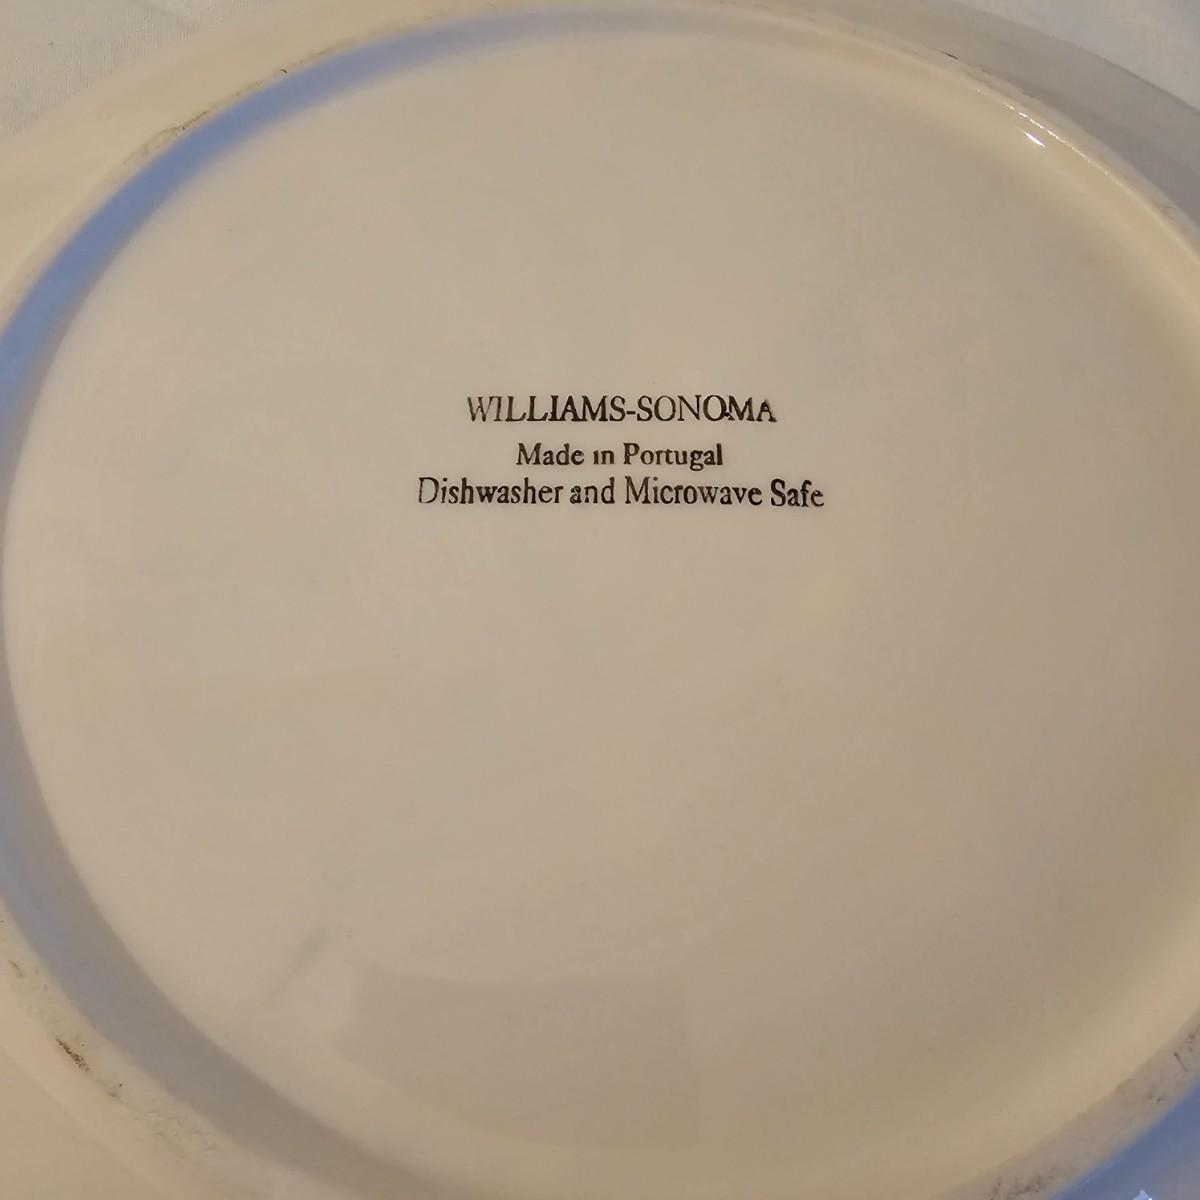 WILLIAMS-SONOMA
Made in Portugal
Dishwasher and Microwave Safe